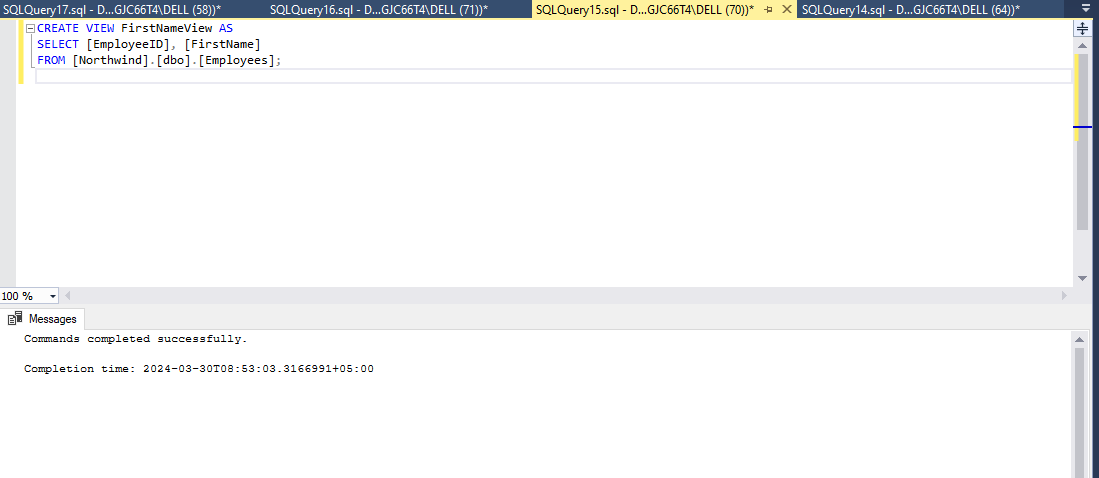 SQLQuery17.sql - D...GJC66T4\DELL (58))* SQLQuery16.sql - D...GJC66T4\DELL (71))* SQLQuery15.sql - D...GJC66T4\DELL (70))* SQLQuery14.sql - D...GJC66T4\DELL (64))*
CREATE VIEW FirstNameView AS
SELECT [EmployeeID], [FirstName]
FROM [Northwind].[dbo].[Employees];
100 %
Messages
Commands completed successfully.
Completion time: 2024-03-30T08:53:03.3166991+05:00